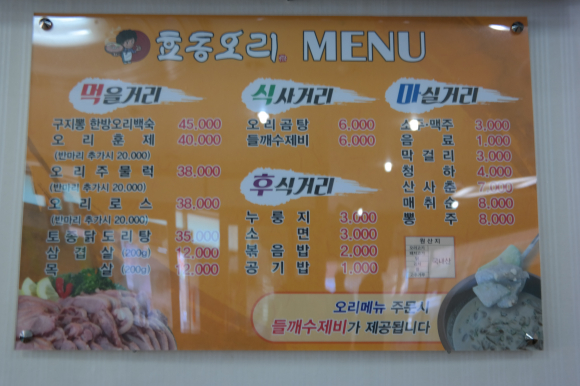 효동오리 MENU
먹을거리
구지뽕 한방오리백숙 45,000
오리훈제 40,000
(반마리 추가시 20,000)
오리주물럭 38,000
(반마리 추가시 20,000)
오리로스 38,000
(반마리 추가시 20,000)
토종닭도리탕 35,000
삼겹살 (200g) 12,000
목살 (200g) 12,000
식사거리
오리곰탕 6,000
들깨수제비 6,000
후식거리
누룽지 3,000
소면 3,000
볶음밥 2,000
공기밥 1,000
마실거리
소주·맥주 3,000
음료 1,000
막걸리 3,000
청하 4,000
산사춘 7,000
매취순 8,000
뽕주 8,000
원산지
오리메뉴 주문시
들깨수제비가 제공됩니다